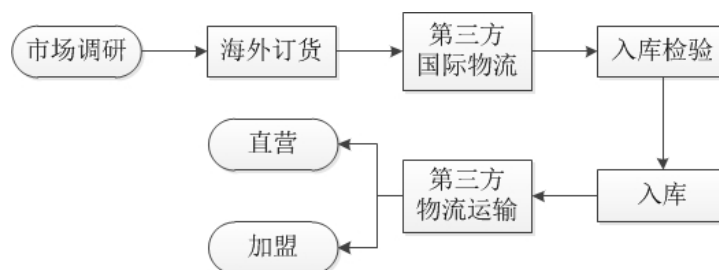 市场调研
海外订货
第三方
国际物流
入库检验
入库
第三方
物流运输
直营
加盟